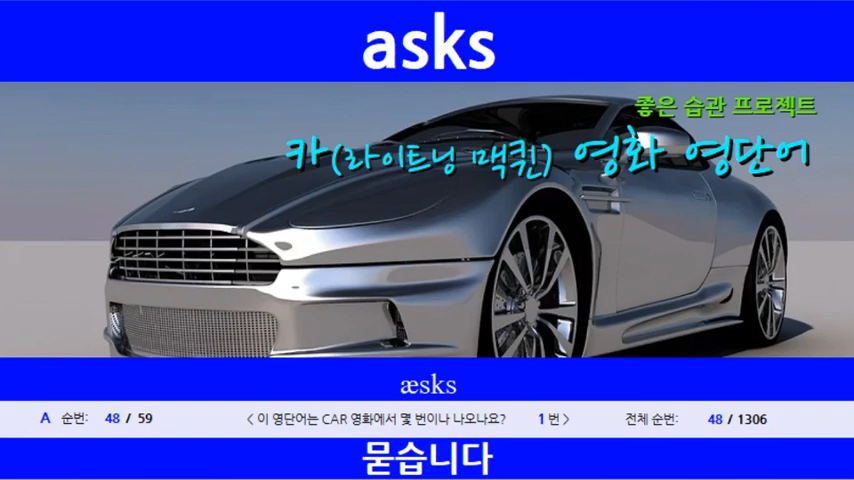 asks
좋은 습관 프로젝트
카(라이트닝 맥퀸) 영화 영단어
æsks
A 순번: 48 / 59 < 이 영단어는 CAR 영화에서 몇 번이나 나오나요? 1 번 > 전체 순번: 48 / 1306
묻습니다